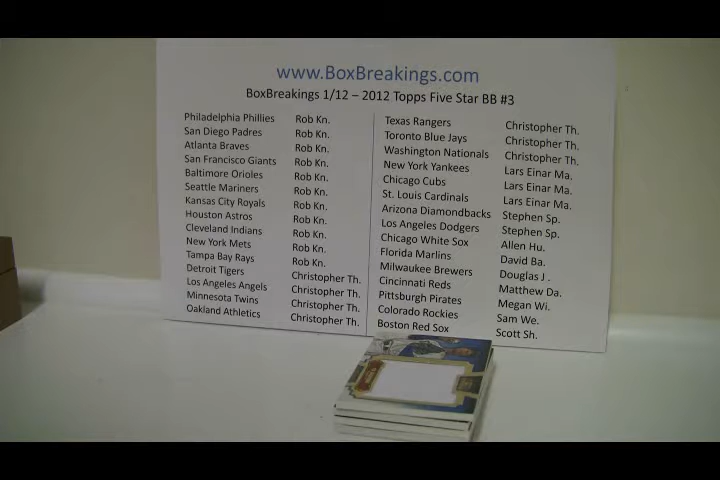 www.BoxBreakings.com
BoxBreakings 1/12 – 2012 Topps Five Star BB #3
Philadelphia Phillies Rob Kn.
San Diego Padres Rob Kn.
Atlanta Braves Rob Kn.
San Francisco Giants Rob Kn.
Baltimore Orioles Rob Kn.
Seattle Mariners Rob Kn.
Kansas City Royals Rob Kn.
Houston Astros Rob Kn.
Cleveland Indians Rob Kn.
New York Mets Rob Kn.
Tampa Bay Rays Rob Kn.
Detroit Tigers Christopher Th.
Los Angeles Angels Christopher Th.
Minnesota Twins Christopher Th.
Oakland Athletics Christopher Th.
Texas Rangers Christopher Th.
Toronto Blue Jays Christopher Th.
Washington Nationals Christopher Th.
New York Yankees Lars Einar Ma.
Chicago Cubs Lars Einar Ma.
St. Louis Cardinals Lars Einar Ma.
Arizona Diamondbacks Stephen Sp.
Los Angeles Dodgers Stephen Sp.
Chicago White Sox Allen Hu.
Florida Marlins David Ba.
Milwaukee Brewers Douglas J .
Cincinnati Reds Matthew Da.
Pittsburgh Pirates Megan Wi.
Colorado Rockies Sam We.
Boston Red Sox Scott Sh.